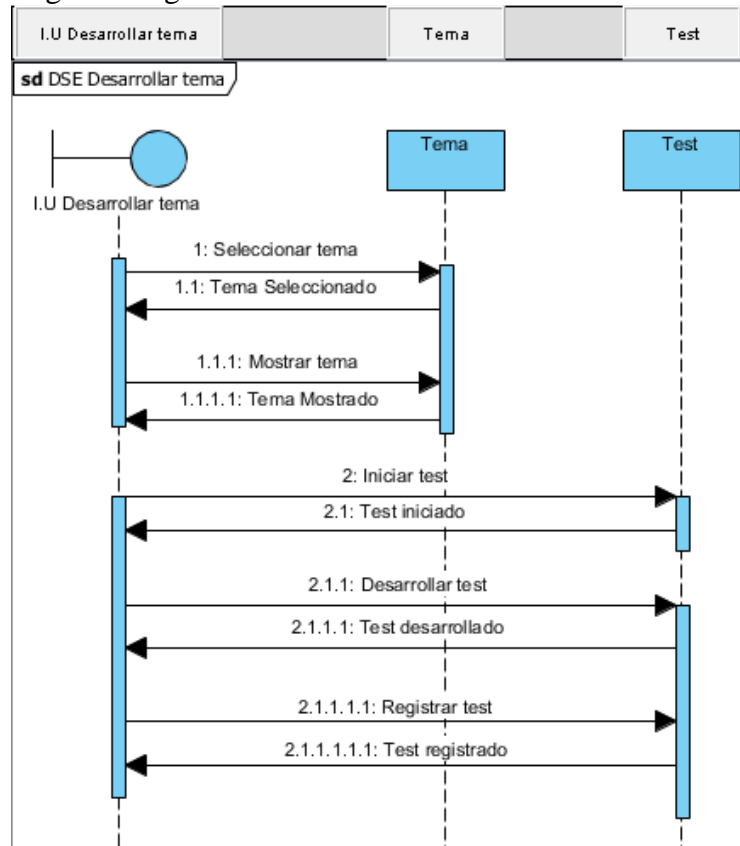 I.U Desarrollar tema
Tema
Test
sd DSE Desarrollar tema
Tema
Test
I.U Desarrollar tema
1: Seleccionar tema
1.1: Tema Seleccionado
1.1.1: Mostrar tema
1.1.1.1: Tema Mostrado
2: Iniciar test
2.1: Test iniciado
2.1.1: Desarrollar test
2.1.1.1: Test desarrollado
2.1.1.1.1: Registrar test
2.1.1.1.1.1: Test registrado